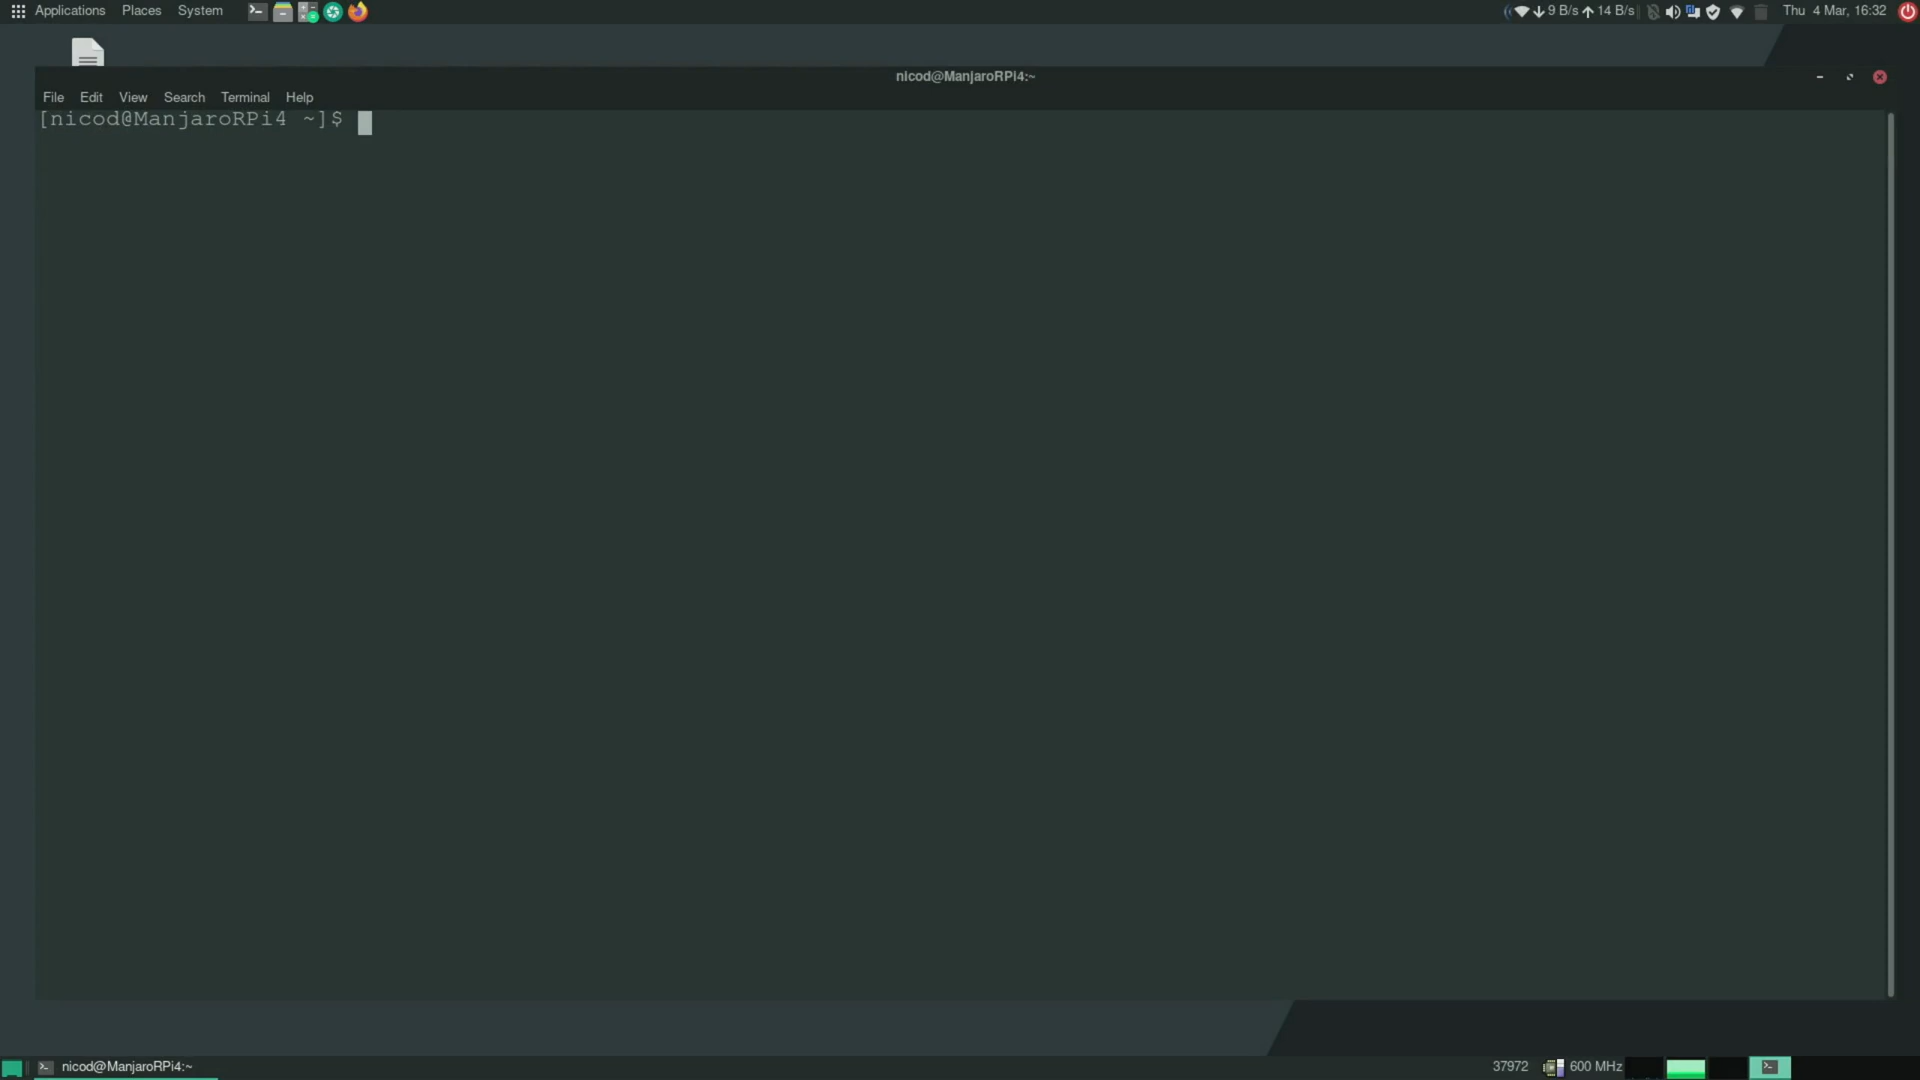 Applications Places System 9 B/s 14 B/s Thu 4 Mar, 16:32
nicod@ManjaroRPi4:~
File Edit View Search Terminal Help
[nicod@ManjaroRPi4 ~]$
nicod@ManjaroRPi4:~ 37972 600 MHz